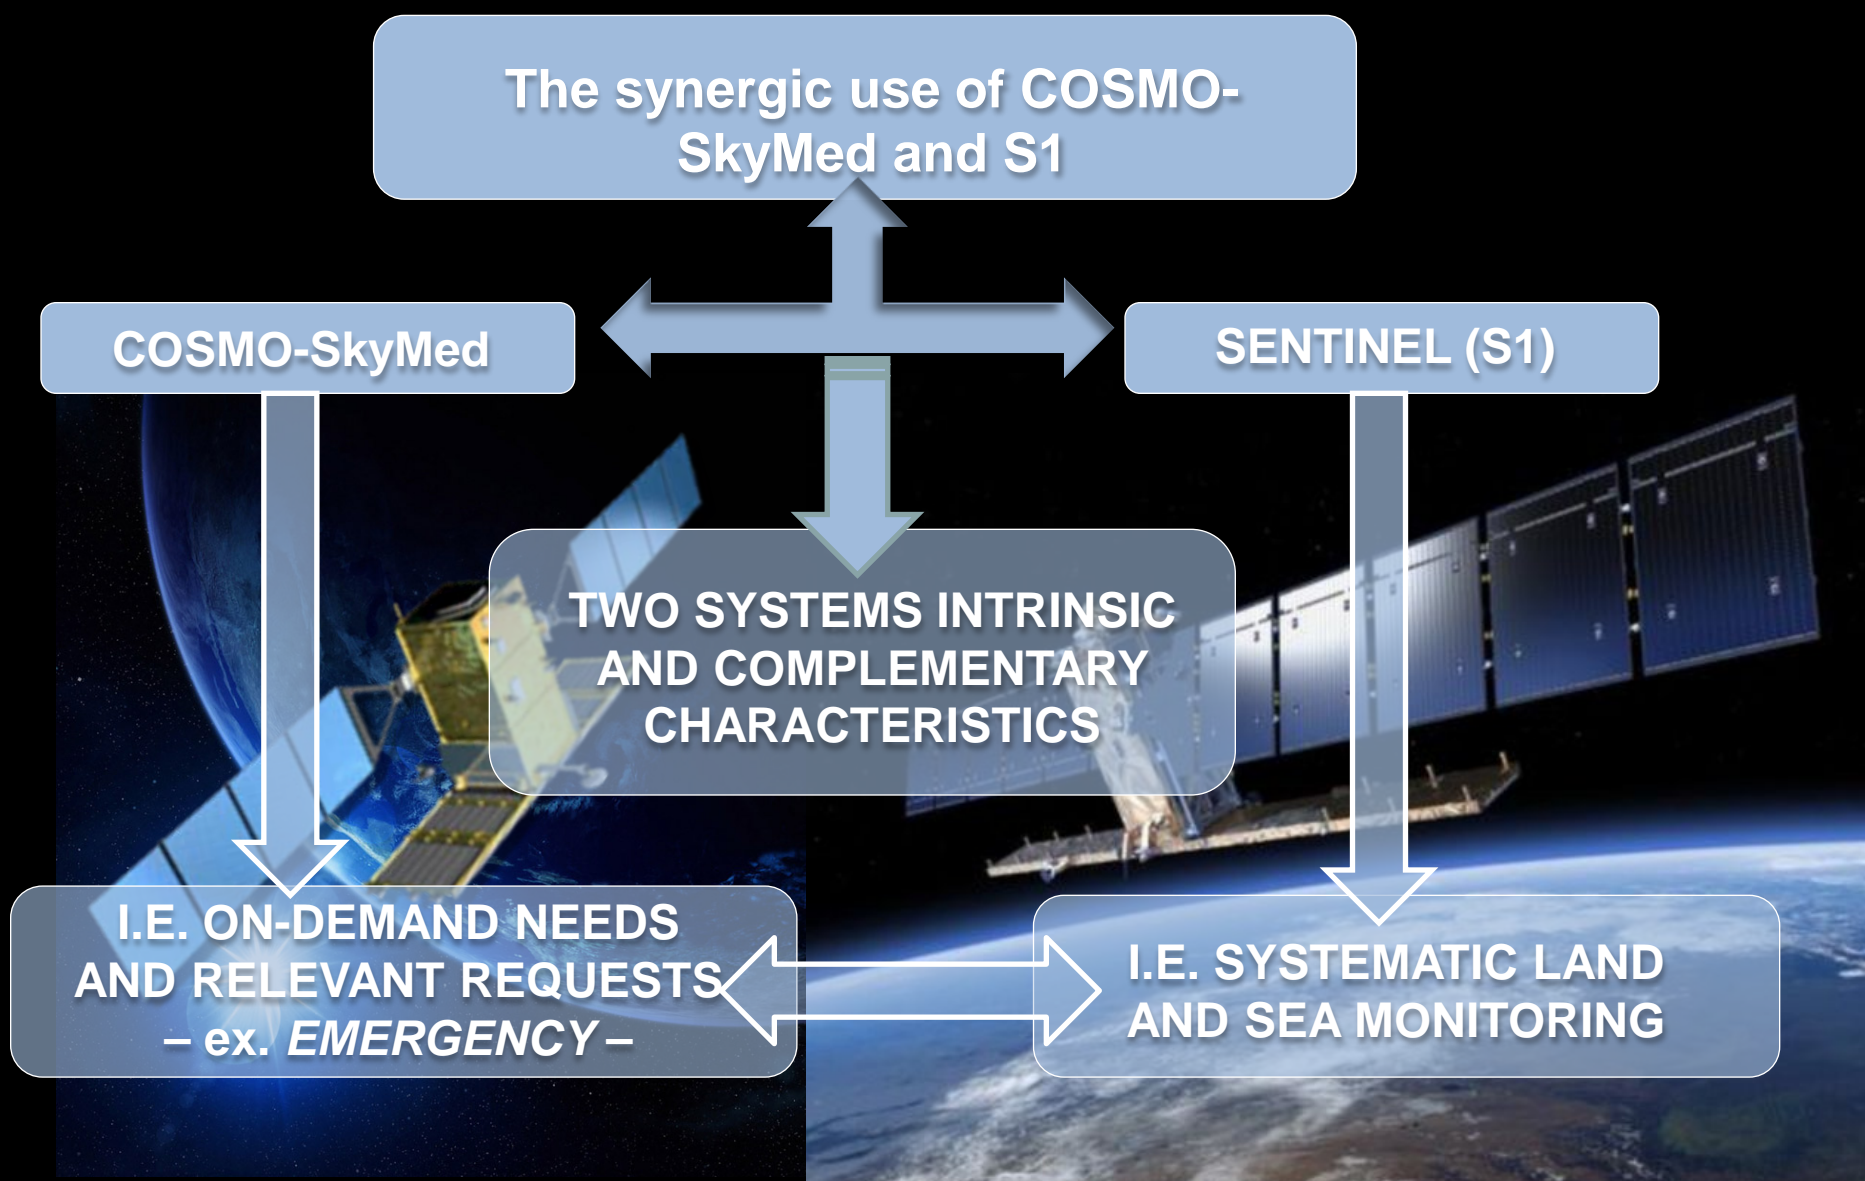 The synergic use of COSMO-
SkyMed and S1
COSMO-SkyMed
SENTINEL (S1)
TWO SYSTEMS INTRINSIC
AND COMPLEMENTARY
CHARACTERISTICS
I.E. ON-DEMAND NEEDS
AND RELEVANT REQUESTS
– ex. EMERGENCY –
I.E. SYSTEMATIC LAND
AND SEA MONITORING